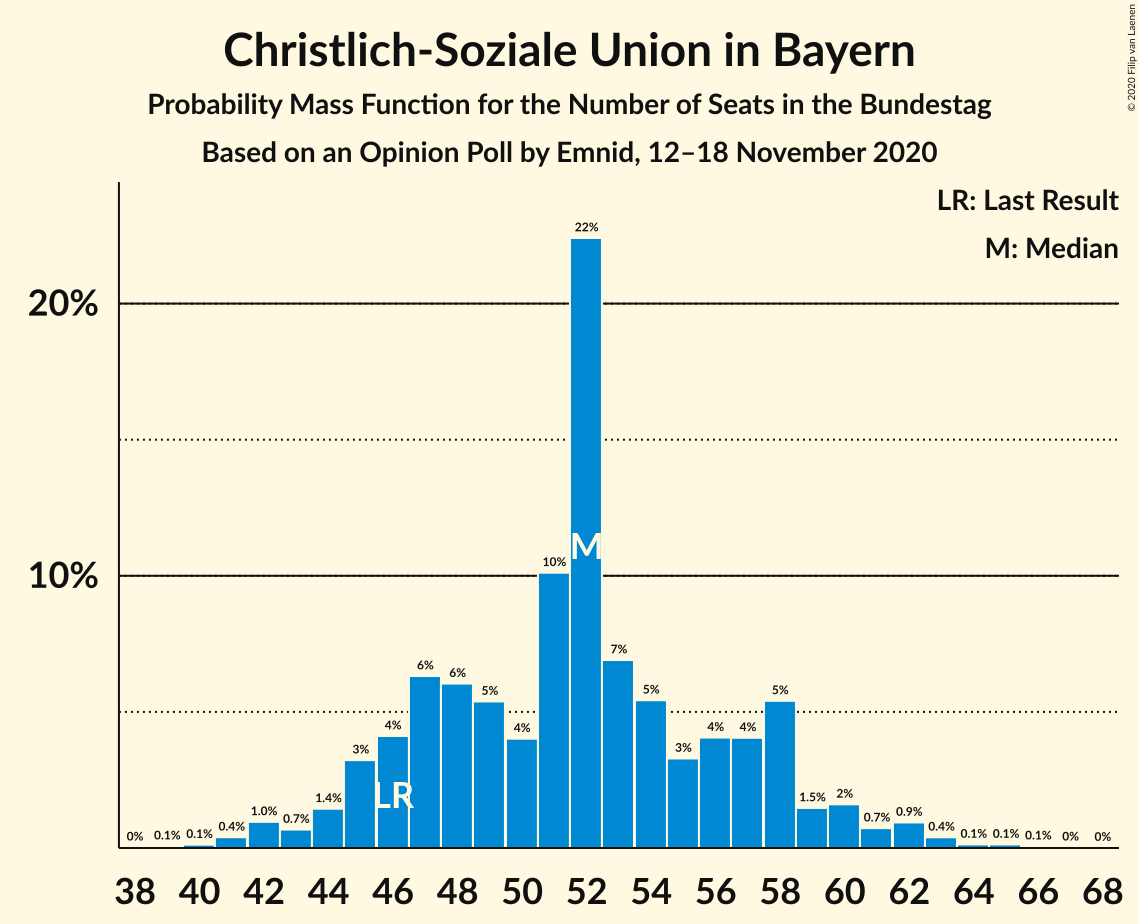 Christlich-Soziale Union in Bayern
Probability Mass Function for the Number of Seats in the Bundestag
Based on an Opinion Poll by Emnid, 12–18 November 2020
© 2020 Filip van Laenen
LR: Last Result
M: Median
20%
10%
0% 0.1% 0.1% 0.4% 1.0% 0.7% 1.4% 3% 4% 6% 6% 5% 4% 10% 22% 7% 5% 3% 4% 4% 5% 1.5% 2% 0.7% 0.9% 0.4% 0.1% 0.1% 0.1% 0% 0%
M
LR
38 40 42 44 46 48 50 52 54 56 58 60 62 64 66 68